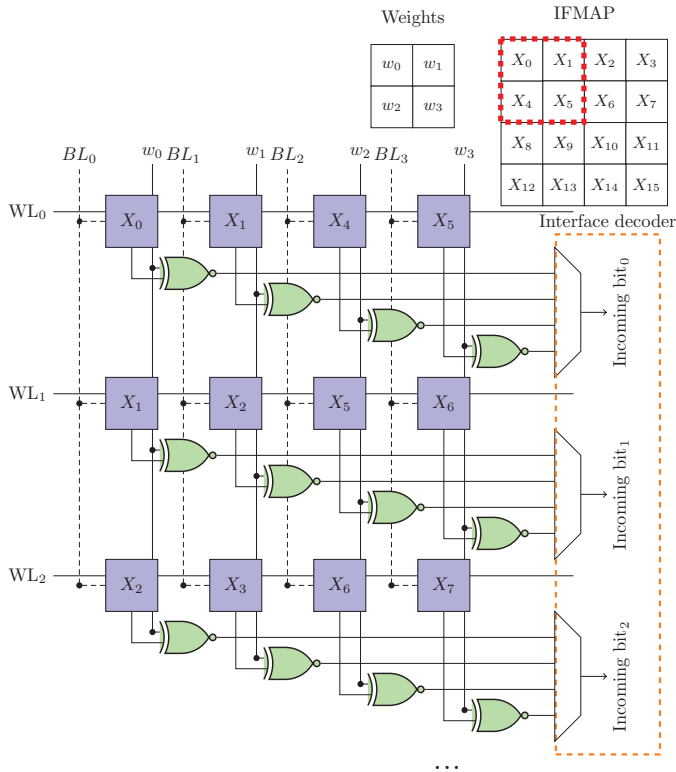 Weights
IFMAP
w₀ w₁
w₂ w₃
X₀ X₁ X₂ X₃
X₄ X₅ X₆ X₇
X₈ X₉ X₁₀ X₁₁
X₁₂ X₁₃ X₁₄ X₁₅
BL₀ w₀ BL₁ w₁ BL₂ w₂ BL₃ w₃
WL₀ X₀ X₁ X₄ X₅
Interface decoder
Incoming bit₀
WL₁ X₁ X₂ X₅ X₆
Incoming bit₁
WL₂ X₂ X₃ X₆ X₇
Incoming bit₂
...